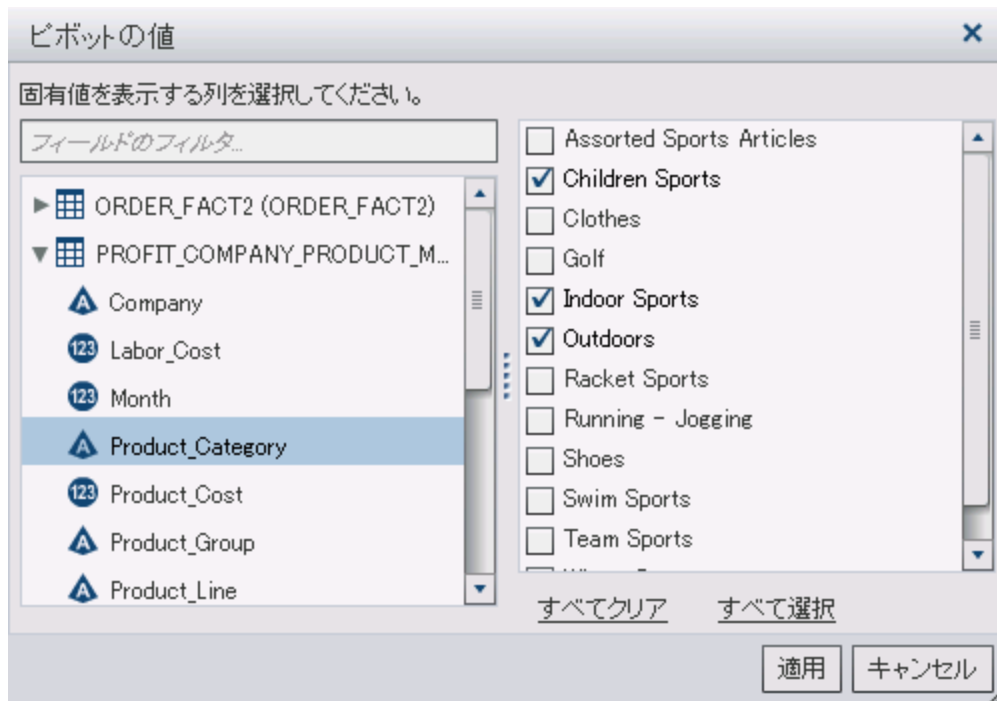 ピボットの値
固有値を表示する列を選択してください。
フィールドのフィルタ...
ORDER_FACT2 (ORDER_FACT2)
PROFIT_COMPANY_PRODUCT_M...
Company
Labor_Cost
Month
Product_Category
Product_Cost
Product_Group
Product_Line
Assorted Sports Articles
Children Sports
Clothes
Golf
Indoor Sports
Outdoors
Racket Sports
Running - Jogging
Shoes
Swim Sports
Team Sports
すべてクリア すべて選択
適用 キャンセル